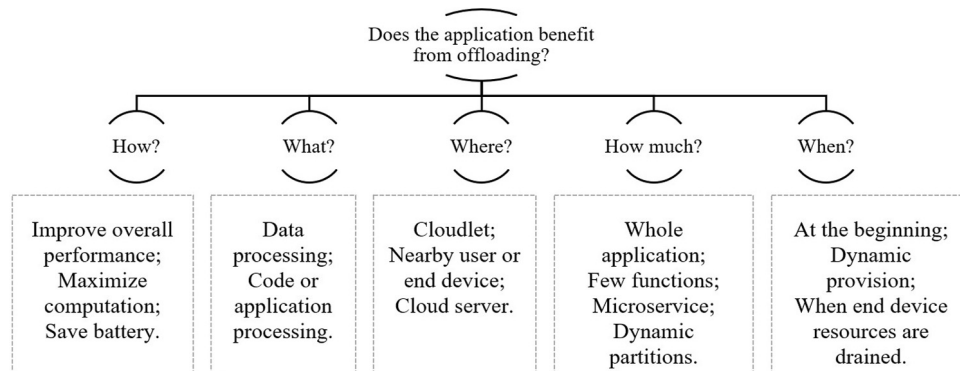 Does the application benefit
from offloading?
How?
What?
Where?
How much?
When?
Improve overall
performance;
Maximize
computation;
Save battery.
Data
processing;
Code or
application
processing.
Cloudlet;
Nearby user or
end device;
Cloud server.
Whole
application;
Few functions;
Microservice;
Dynamic
partitions.
At the beginning;
Dynamic
provision;
When end device
resources are
drained.